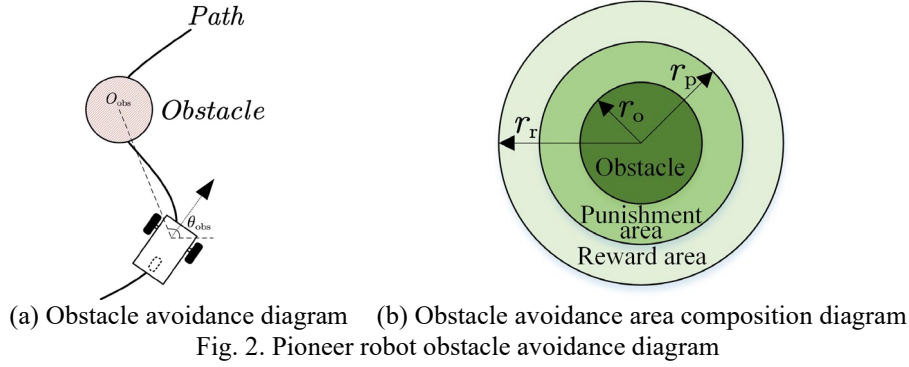 Path
O_obs
Obstacle
θ_obs
r_p
r_o
r_r
Obstacle
Punishment
area
Reward area
(a) Obstacle avoidance diagram (b) Obstacle avoidance area composition diagram
Fig. 2. Pioneer robot obstacle avoidance diagram